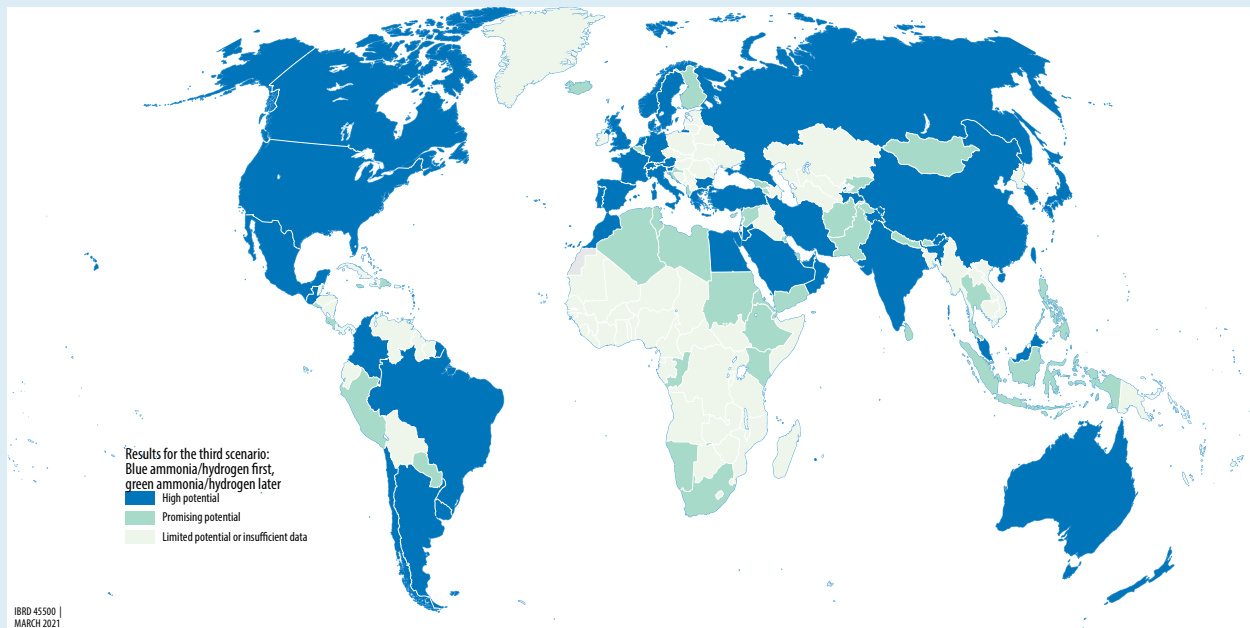 Results for the third scenario:
Blue ammonia/hydrogen first,
green ammonia/hydrogen later
High potential
Promising potential
Limited potential or insufficient data
IBRD 45500 |
MARCH 2021